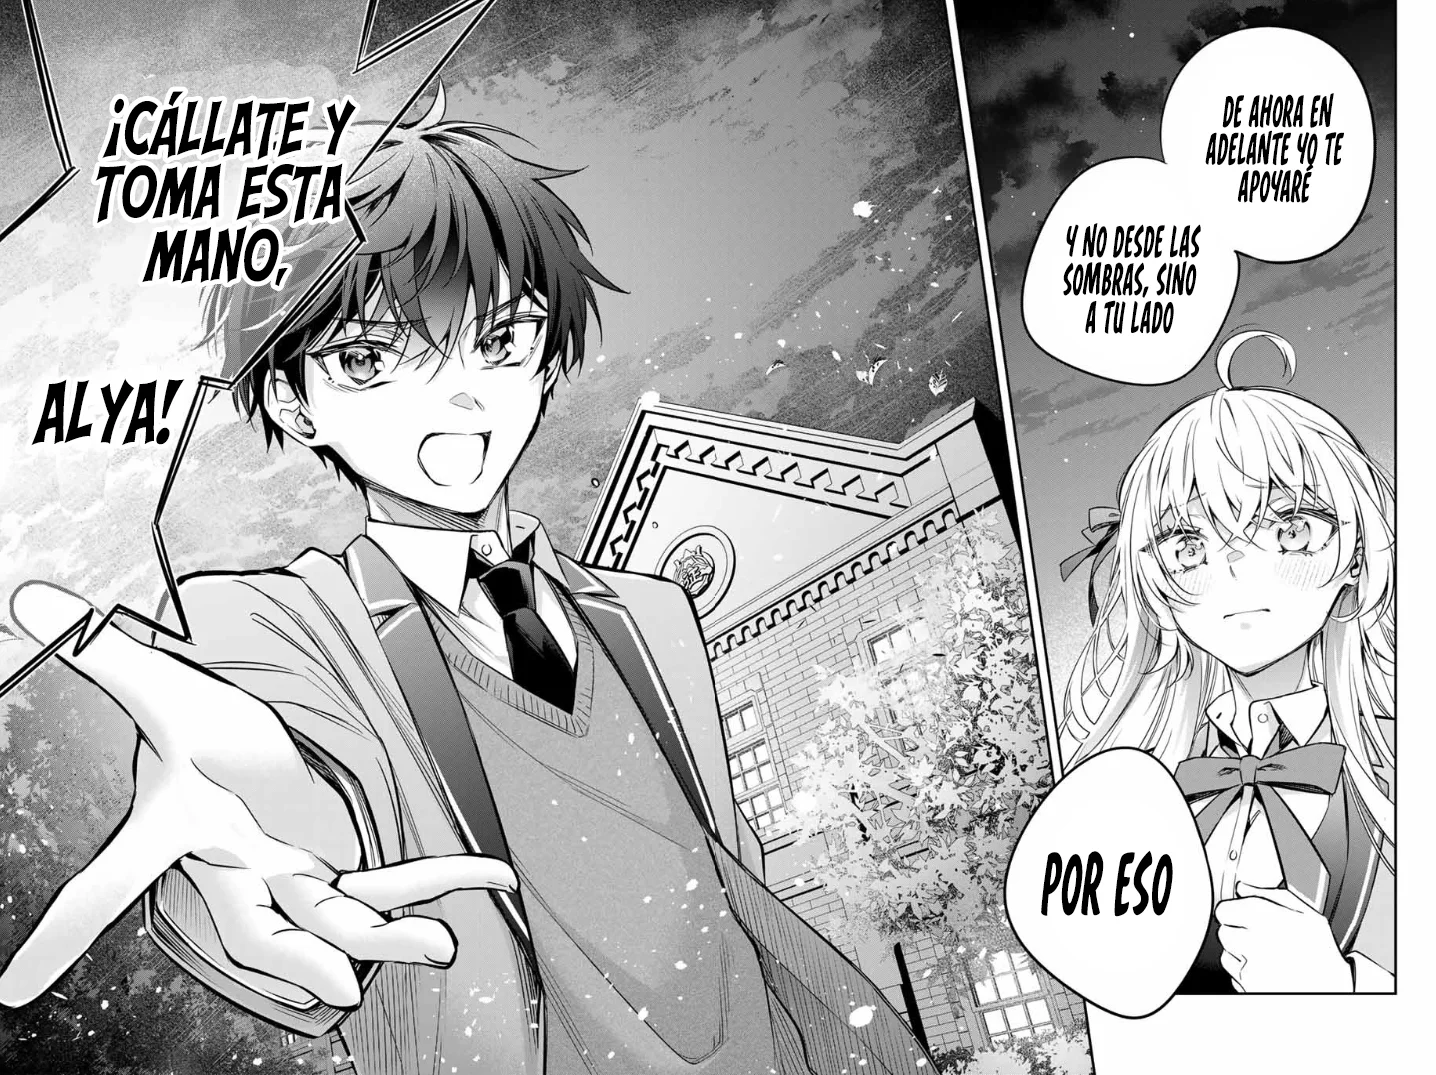 DE AHORA EN
ADELANTE YO TE
APOYARÉ
Y NO DESDE LAS
SOMBRAS, SINO
A TU LADO
POR ESO
¡CÁLLATE Y
TOMA ESTA
MANO,
ALYA!